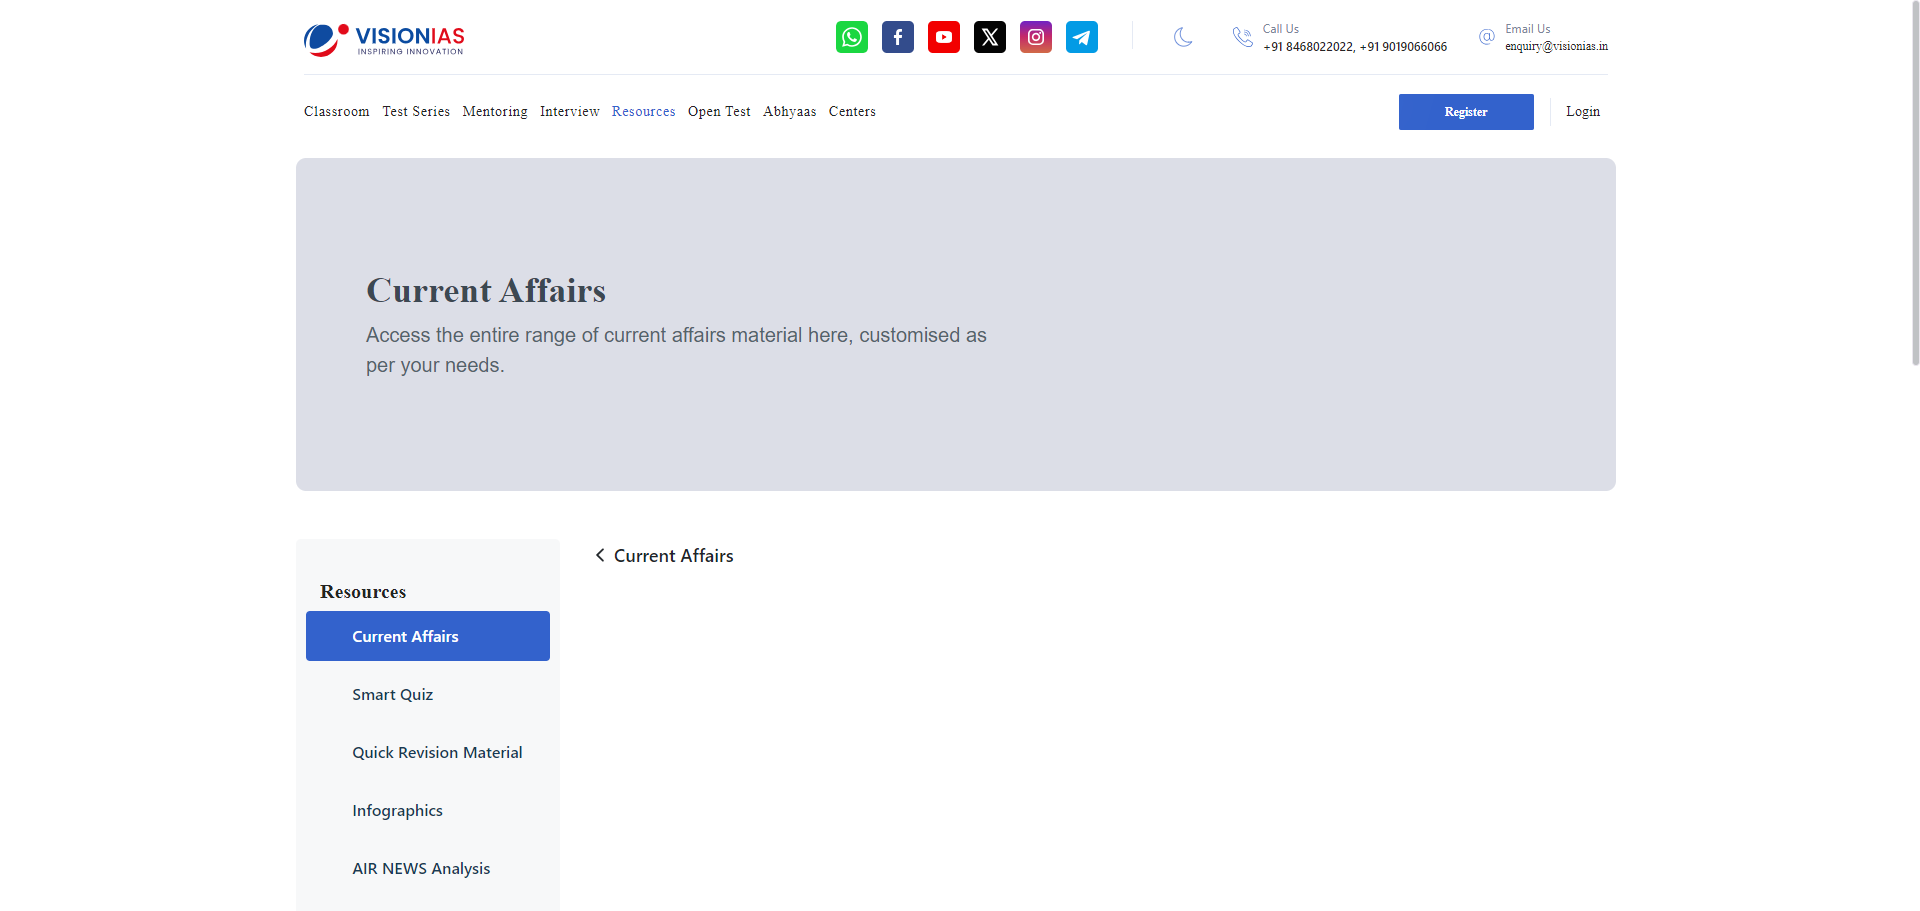 VISIONIAS
INSPIRING INNOVATION
Call Us
+91 8468022022, +91 9019066066
Email Us
enquiry@visionias.in
Classroom Test Series Mentoring Interview Resources Open Test Abhyaas Centers
Register
Login
Current Affairs
Access the entire range of current affairs material here, customised as
per your needs.
Current Affairs
Resources
Current Affairs
Smart Quiz
Quick Revision Material
Infographics
AIR NEWS Analysis